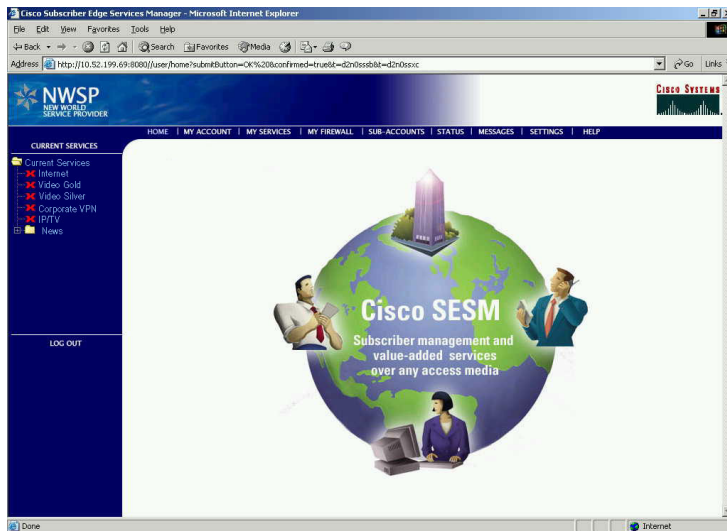 Cisco Subscriber Edge Services Manager - Microsoft Internet Explorer
File Edit View Favorites Tools Help
Back Search Favorites Media
Address http://10.52.199.69:8080//user/home?submitButton=OK%20&confirmed=true&t=d2n0sssb&t=d2n0ssxc Go Links
NWSP
NEW WORLD
SERVICE PROVIDER
CISCO SYSTEMS
HOME | MY ACCOUNT | MY SERVICES | MY FIREWALL | SUB-ACCOUNTS | STATUS | MESSAGES | SETTINGS | HELP
CURRENT SERVICES
Current Services
Internet
Video Gold
Video Silver
Corporate VPN
IP/TV
News
LOG OUT
Cisco SESM
Subscriber management and
value-added services
over any access media
Done Internet